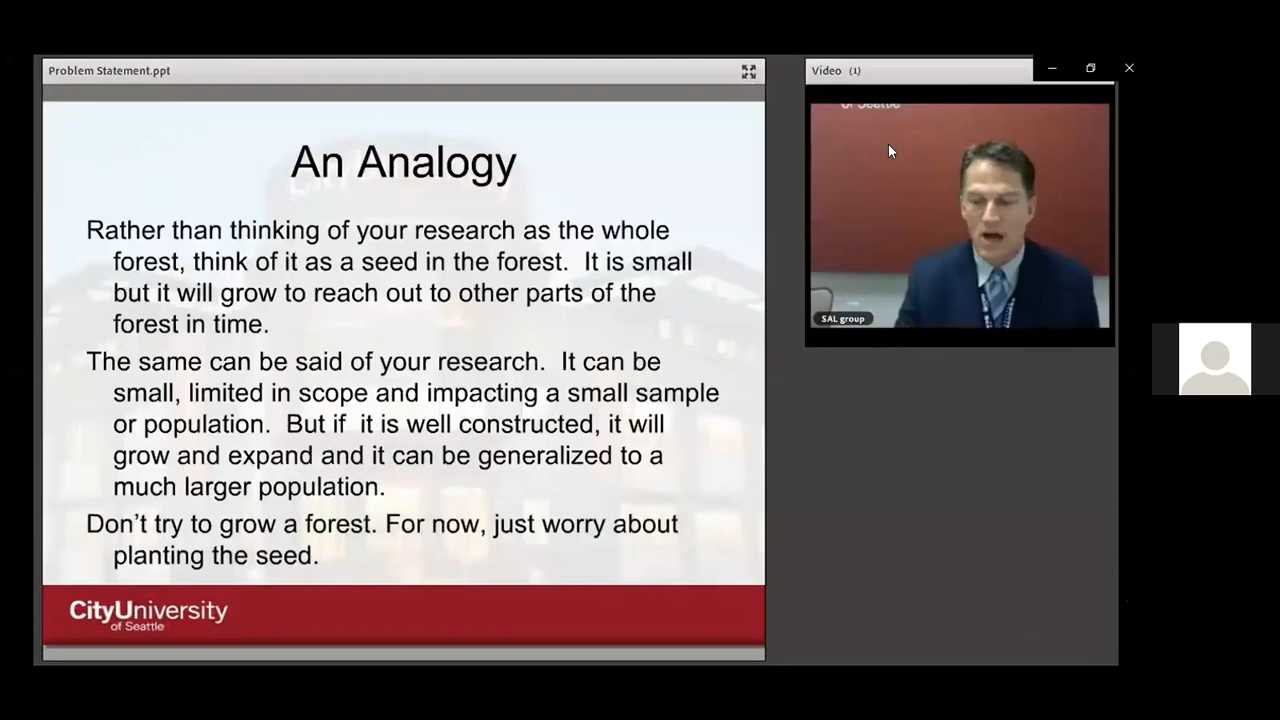 Problem Statement.ppt
Video (1)
of Seattle
An Analogy
Rather than thinking of your research as the whole
forest, think of it as a seed in the forest. It is small
but it will grow to reach out to other parts of the
forest in time.
The same can be said of your research. It can be
small, limited in scope and impacting a small sample
or population. But if it is well constructed, it will
grow and expand and it can be generalized to a
much larger population.
Don't try to grow a forest. For now, just worry about
planting the seed.
SAL group
CityUniversity
of Seattle